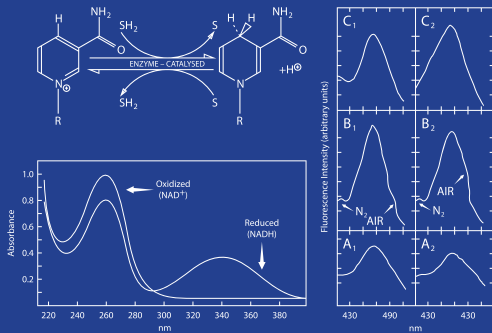 H
NH₂
O
N
⊕
R
SH₂
S
ENZYME – CATALYSED
SH₂
S
H H
NH₂
O
N
R
+H⊕
Absorbance
1.0
0.8
0.6
0.4
0.2
Oxidized
(NAD⁺)
Reduced
(NADH)
220 240 260 280 300 320 340 360 380
nm
Fluorescence Intensity (arbitrary units)
C₁
C₂
B₁
B₂
N₂
AIR
N₂
AIR
A₁
A₂
430 490 430 430
nm nm